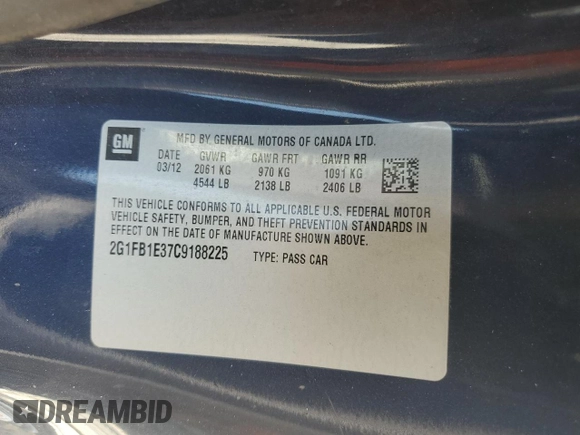 GM
MFD BY GENERAL MOTORS OF CANADA LTD.
DATE GVWR GAWR FRT GAWR RR
03/12 2061 KG 970 KG 1091 KG
4544 LB 2138 LB 2406 LB
THIS VEHICLE CONFORMS TO ALL APPLICABLE U.S. FEDERAL MOTOR
VEHICLE SAFETY, BUMPER, AND THEFT PREVENTION STANDARDS IN
EFFECT ON THE DATE OF MANUFACTURE SHOWN ABOVE.
2G1FB1E37C9188225 TYPE: PASS CAR
DREAMBID